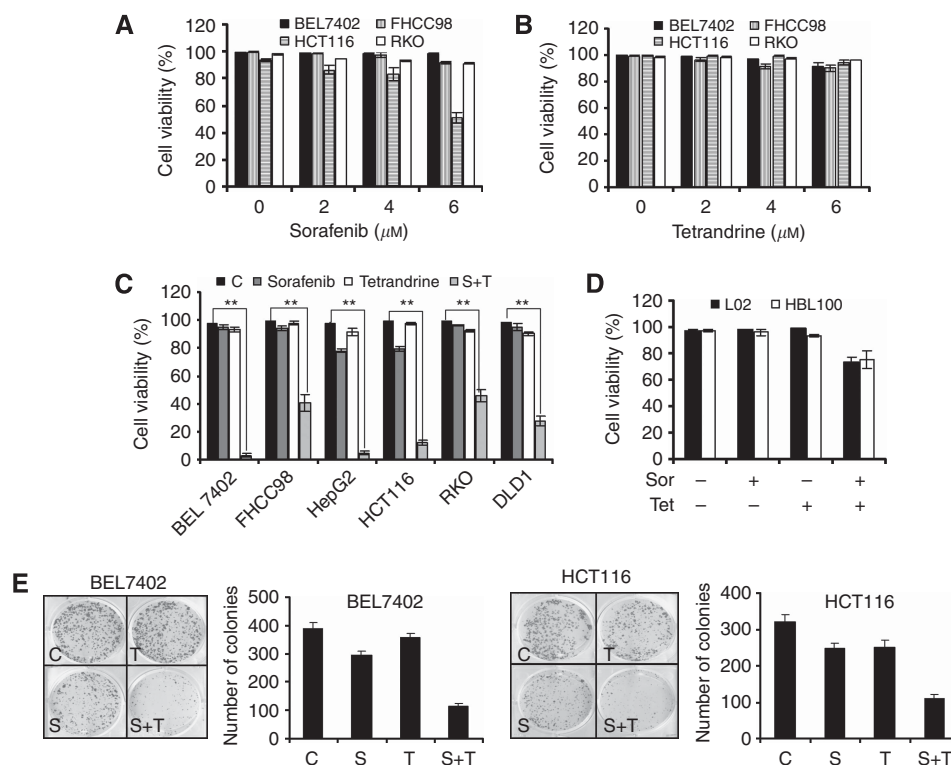 A
BEL7402 FHCC98
HCT116 RKO
Cell viability (%)
120
100
80
60
40
20
0
0 2 4 6
Sorafenib (μM)
B
BEL7402 FHCC98
HCT116 RKO
Cell viability (%)
120
100
80
60
40
20
0
0 2 4 6
Tetrandrine (μM)
C
C Sorafenib Tetrandrine S+T
Cell viability (%)
120
100
80
60
40
20
0
** ** ** ** ** **
BEL 7402 FHCC98 HepG2 HCT116 RKO DLD1
D
L02 HBL100
Cell viability (%)
120
100
80
60
40
20
0
Sor – + – +
Tet – – + +
E
BEL7402
C T
S S+T
BEL7402
Number of colonies
500
400
300
200
100
0
C S T S+T
HCT116
C T
S S+T
HCT116
Number of colonies
400
300
200
100
0
C S T S+T